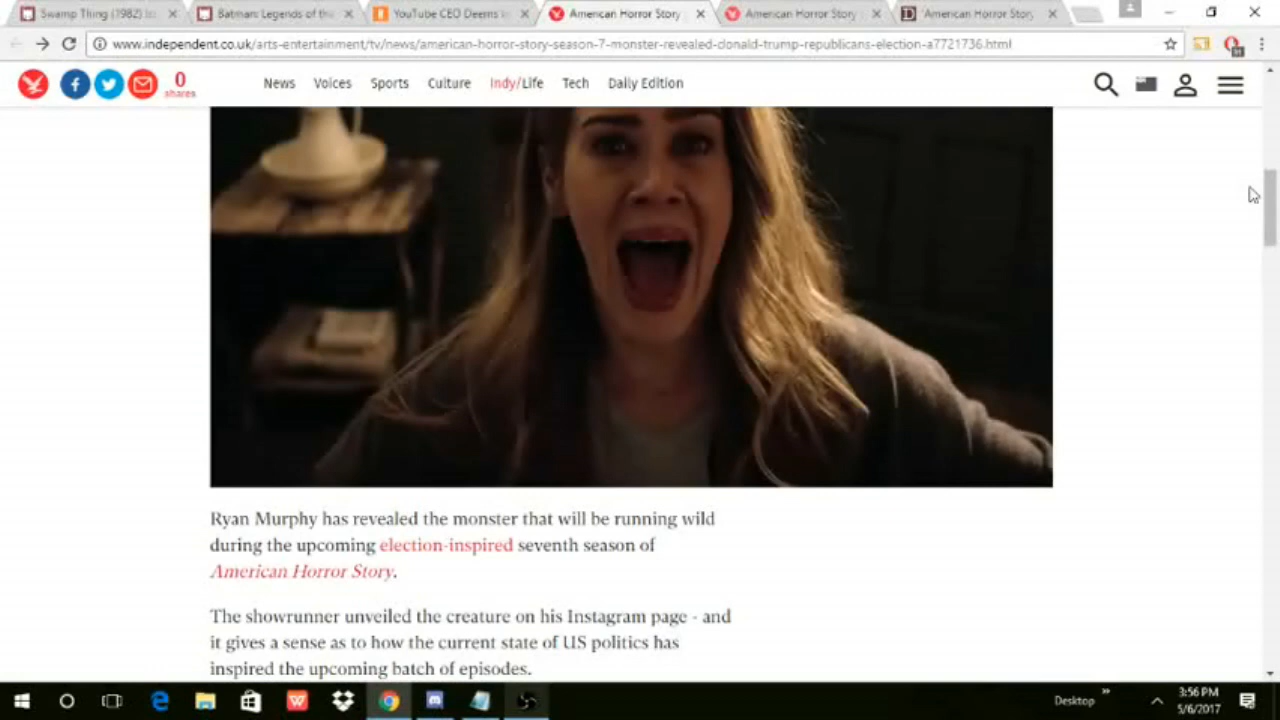 Swamp Thing (1982)
Batman: Legends of the
YouTube CEO Deems
American Horror Story
American Horror Story
'American Horror Story
www.independent.co.uk/arts-entertainment/tv/news/american-horror-story-season-7-monster-revealed-donald-trump-republicans-election-a7721736.html
0
shares
News
Voices
Sports
Culture
Indy/Life
Tech
Daily Edition
Ryan Murphy has revealed the monster that will be running wild
during the upcoming election-inspired seventh season of
American Horror Story.
The showrunner unveiled the creature on his Instagram page - and
it gives a sense as to how the current state of US politics has
inspired the upcoming batch of episodes.
Desktop
3:56 PM
5/6/2017